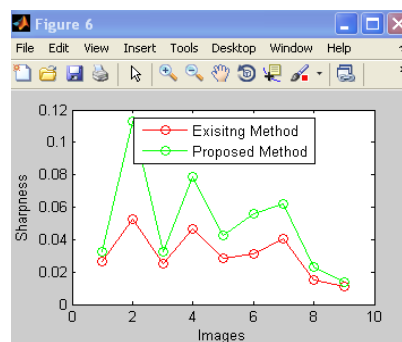 Figure 6
File Edit View Insert Tools Desktop Window Help
0.12
0.1
0.08
0.06
0.04
0.02
0
Sharpness
Exisitng Method
Proposed Method
0 2 4 6 8 10
Images